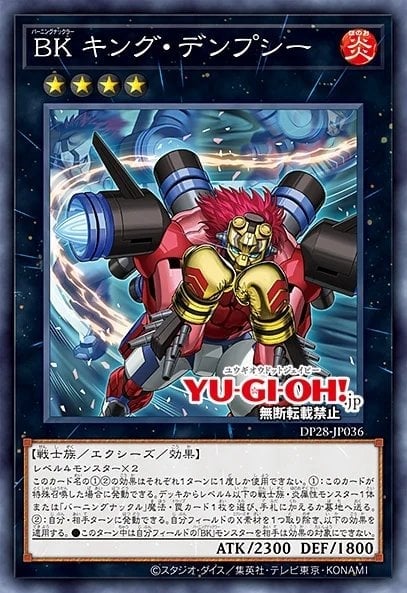 バーニングナックラー
BK キング・デンプシー
ほのお
炎
ユウギオウドットジェイピー
YU-GI-OH!.jp
無断転載禁止
DP28-JP036
【戦士族/エクシーズ/効果】
レベル4モンスター×2
このカード名の①②の効果はそれぞれ1ターンに1度しか使用できない。①:このカードが
特殊召喚した場合に発動できる。デッキからレベル4以下の戦士族・炎属性モンスター1体
または「バーニングナックル」魔法・罠カード1枚を選び、手札に加えるか墓地へ送る。
②:自分・相手ターンに発動できる。自分フィールドのX素材を1つ取り除き、以下の効果を
適用する。●このターン中は自分フィールドの「BK」モンスターを相手は効果の対象にできない。
ATK/2300 DEF/1800
©スタジオ・ダイス/集英社・テレビ東京・KONAMI